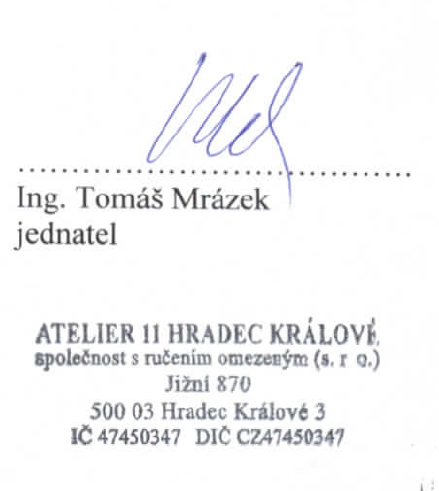 Ing. Tomáš Mrázek
jednatel
ATELIER 11 HRADEC KRÁLOVÉ,
společnost s ručením omezeným (s. r o.)
Jižní 870
500 03 Hradec Králové 3
IČ 47450347 DIČ CZ47450347